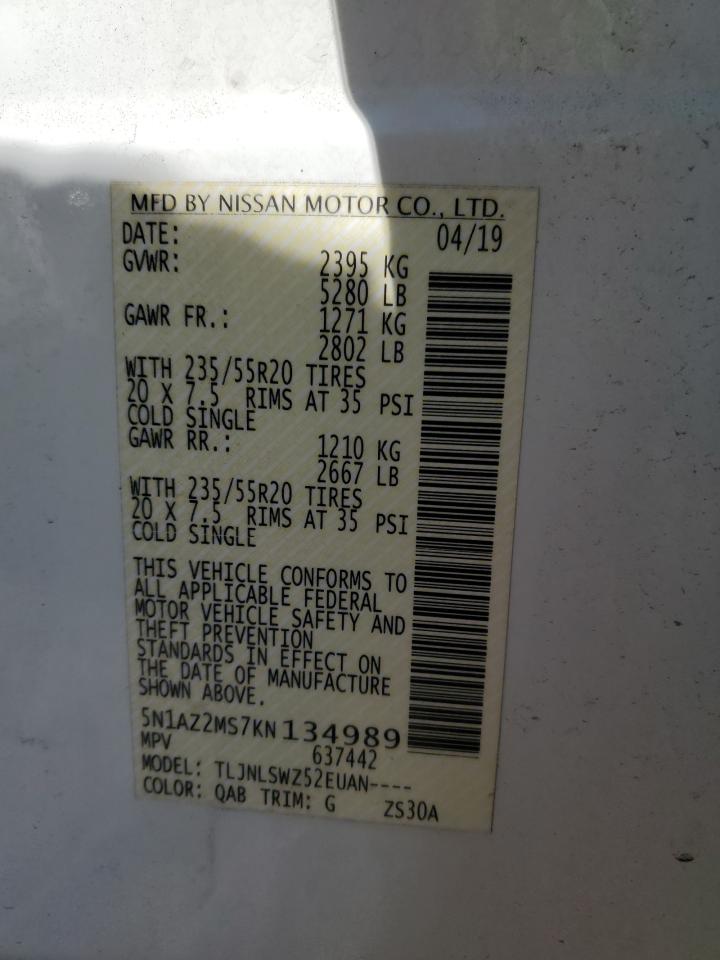 MFD BY NISSAN MOTOR CO., LTD.
DATE: 04/19
GVWR: 2395 KG
5280 LB
GAWR FR.: 1271 KG
2802 LB
WITH 235/55R20 TIRES
20 X 7.5 RIMS AT 35 PSI
COLD SINGLE
GAWR RR.: 1210 KG
2667 LB
WITH 235/55R20 TIRES
20 X 7.5 RIMS AT 35 PSI
COLD SINGLE
THIS VEHICLE CONFORMS TO
ALL APPLICABLE FEDERAL
MOTOR VEHICLE SAFETY AND
THEFT PREVENTION
STANDARDS IN EFFECT ON
THE DATE OF MANUFACTURE
SHOWN ABOVE.
5N1AZ2MS7KN134989
MPV 637442
MODEL: TLJNLSWZ52EUAN----
COLOR: QAB TRIM: G ZS30A